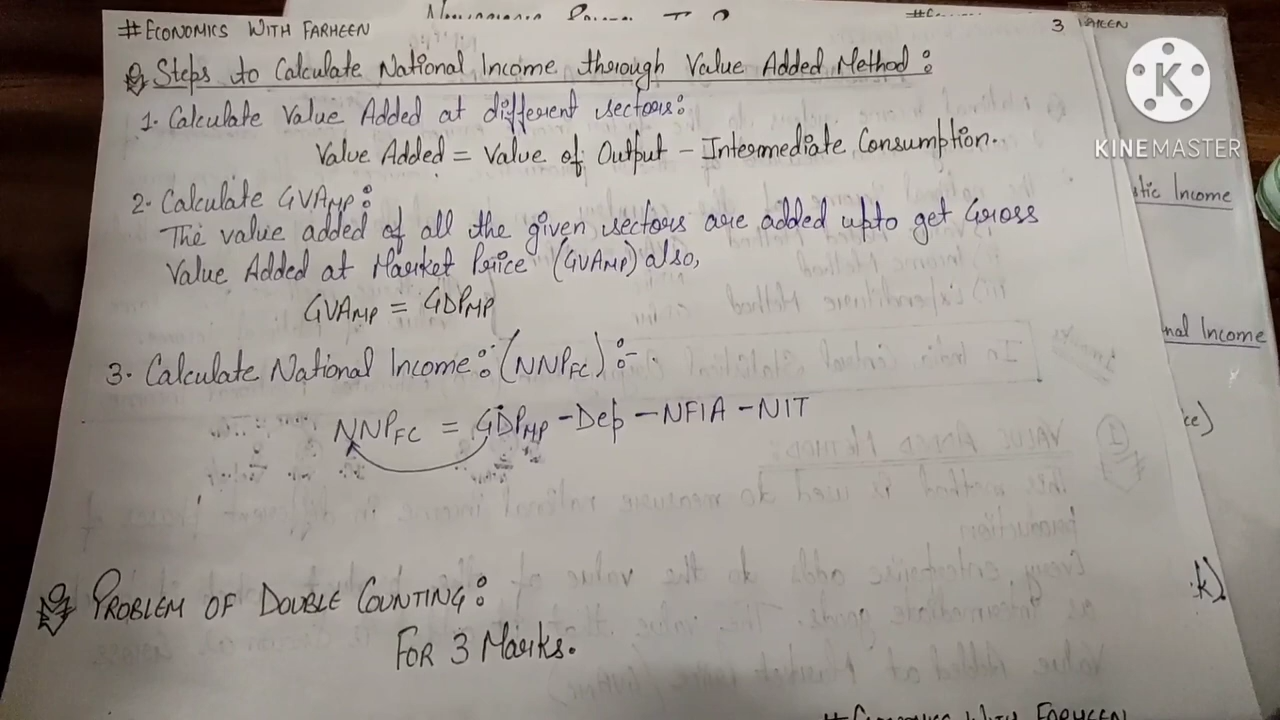 #ECONOMICS WITH FARHEEN
3
Steps to Calculate National Income through Value Added Method:
1. Calculate Value Added at different sectors:
Value Added = Value of Output - Intermediate Consumption.
2. Calculate GVAMP:
The value added of all the given sectors are added upto get Gross
Value Added at Market Price (GVAMP) also,
GVAMP = GDPMP
3. Calculate National Income: (NNPFC) :-
NNPFC = GDPMP - Dep - NFIA - NIT
PROBLEM OF DOUBLE COUNTING:
FOR 3 Marks.
KINEMASTER
Income
Income